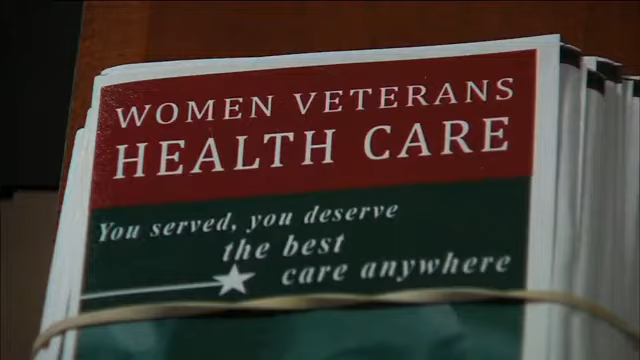 WOMEN VETERANS
HEALTH CARE
You served, you deserve
the best
care anywhere